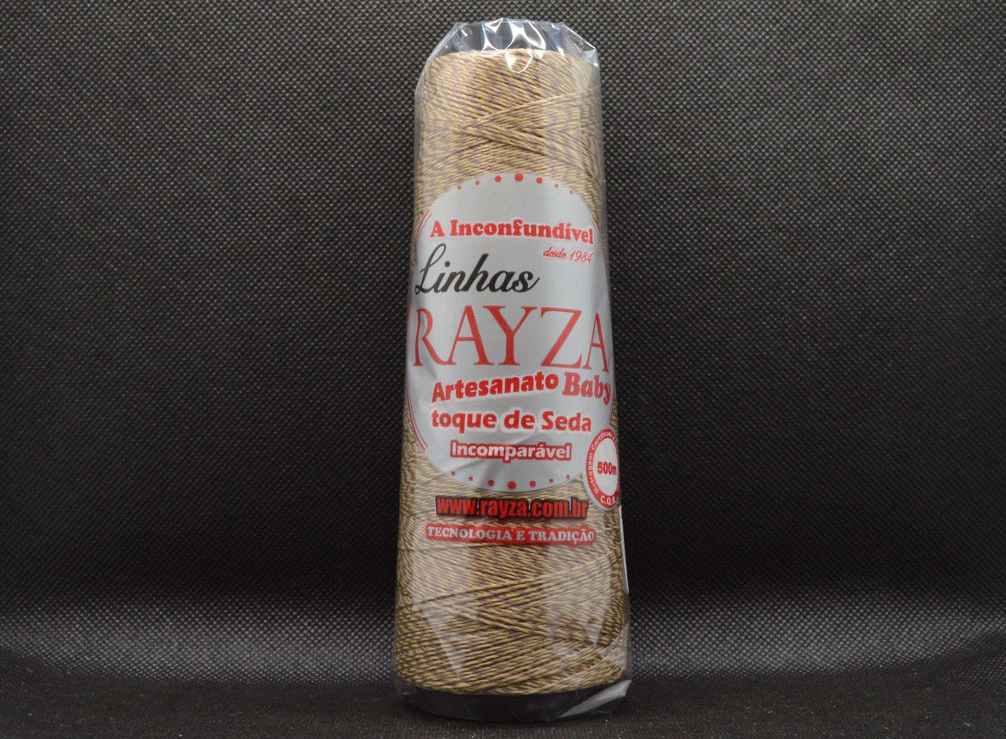 A Inconfundível
desde 1984
Linhas
RAYZA
Artesanato Baby
toque de Seda
Incomparável
500m
C.Q.R.
www.rayza.com.br
TECNOLOGIA E TRADIÇÃO